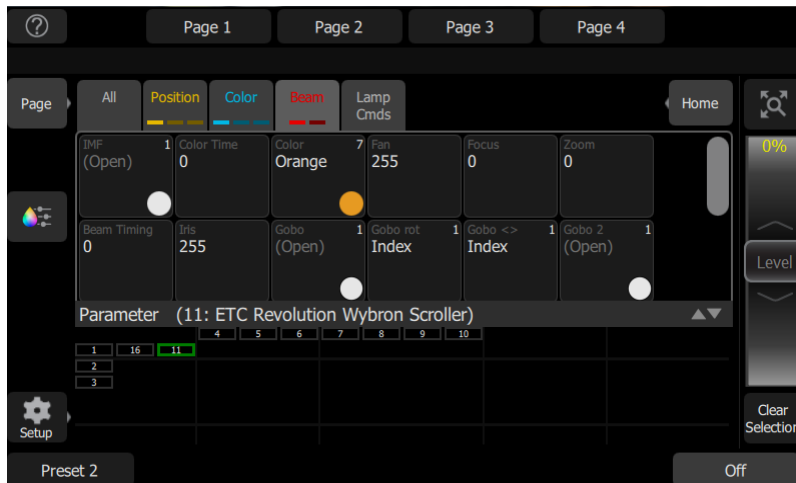 Page 1 Page 2 Page 3 Page 4
Page All Position Color Beam Lamp Cmds Home
IMF 1 Color Time Color 7 Fan Focus Zoom 0%
(Open) 0 Orange 255 0 0
Beam Timing Iris Gobo 1 Gobo rot 1 Gobo <> 1 Gobo 2 1
0 255 (Open) Index Index (Open) Level
Parameter (11: ETC Revolution Wybron Scroller)
4 5 6 7 8 9 10
1 16 11
2
3
Setup Clear Selection
Preset 2 Off